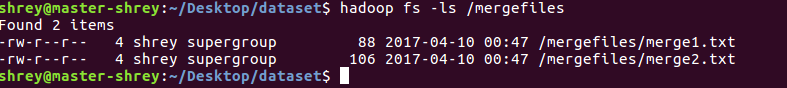 shrey@master-shrey:~/Desktop/dataset$ hadoop fs -ls /mergefiles
Found 2 items
-rw-r--r--   4 shrey supergroup         88 2017-04-10 00:47 /mergefiles/merge1.txt
-rw-r--r--   4 shrey supergroup        106 2017-04-10 00:47 /mergefiles/merge2.txt
shrey@master-shrey:~/Desktop/dataset$